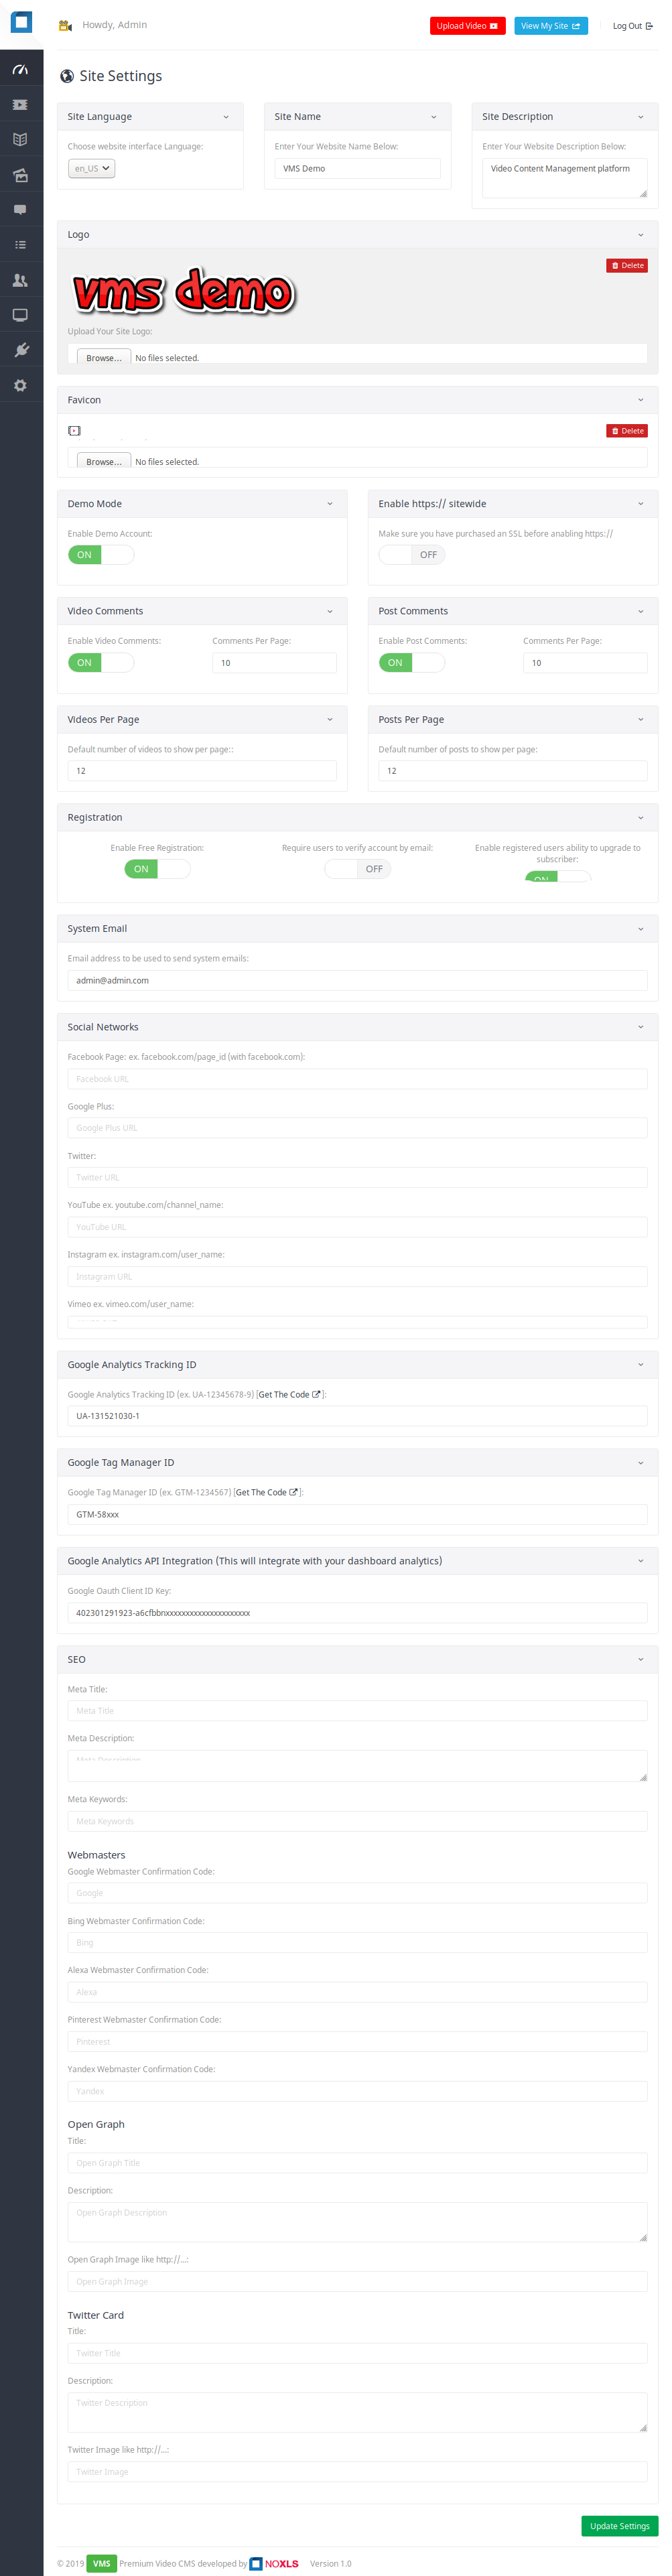 Howdy, Admin
Upload Video
View My Site
Log Out
Site Settings
Site Language
Choose website interface Language:
en_US
Site Name
Enter Your Website Name Below:
VMS Demo
Site Description
Enter Your Website Description Below:
Video Content Management platform
Logo
vms demo
Delete
Upload Your Site Logo:
Browse... No files selected.
Favicon
Delete
Browse... No files selected.
Demo Mode
Enable Demo Account:
ON
Enable https:// sitewide
Make sure you have purchased an SSL before anabling https://
OFF
Video Comments
Enable Video Comments:
ON
Comments Per Page:
10
Post Comments
Enable Post Comments:
ON
Comments Per Page:
10
Videos Per Page
Default number of videos to show per page::
12
Posts Per Page
Default number of posts to show per page:
12
Registration
Enable Free Registration:
ON
Require users to verify account by email:
OFF
Enable registered users ability to upgrade to
subscriber:
ON
System Email
Email address to be used to send system emails:
admin@admin.com
Social Networks
Facebook Page: ex. facebook.com/page_id (with facebook.com):
Facebook URL
Google Plus:
Google Plus URL
Twitter:
Twitter URL
YouTube ex. youtube.com/channel_name:
YouTube URL
Instagram ex. instagram.com/user_name:
Instagram URL
Vimeo ex. vimeo.com/user_name:
Google Analytics Tracking ID
Google Analytics Tracking ID (ex. UA-12345678-9) [Get The Code ]:
UA-131521030-1
Google Tag Manager ID
Google Tag Manager ID (ex. GTM-1234567) [Get The Code ]:
GTM-58xxx
Google Analytics API Integration (This will integrate with your dashboard analytics)
Google Oauth Client ID Key:
402301291923-a6cfbbnxxxxxxxxxxxxxxxxxxxxx
SEO
Meta Title:
Meta Title
Meta Description:
Meta Description
Meta Keywords:
Meta Keywords
Webmasters
Google Webmaster Confirmation Code:
Google
Bing Webmaster Confirmation Code:
Bing
Alexa Webmaster Confirmation Code:
Alexa
Pinterest Webmaster Confirmation Code:
Pinterest
Yandex Webmaster Confirmation Code:
Yandex
Open Graph
Title:
Open Graph Title
Description:
Open Graph Description
Open Graph Image like http://...:
Open Graph Image
Twitter Card
Title:
Twitter Title
Description:
Twitter Description
Twitter Image like http://...:
Twitter Image
Update Settings
© 2019 VMS Premium Video CMS developed by NOXLS Version 1.0